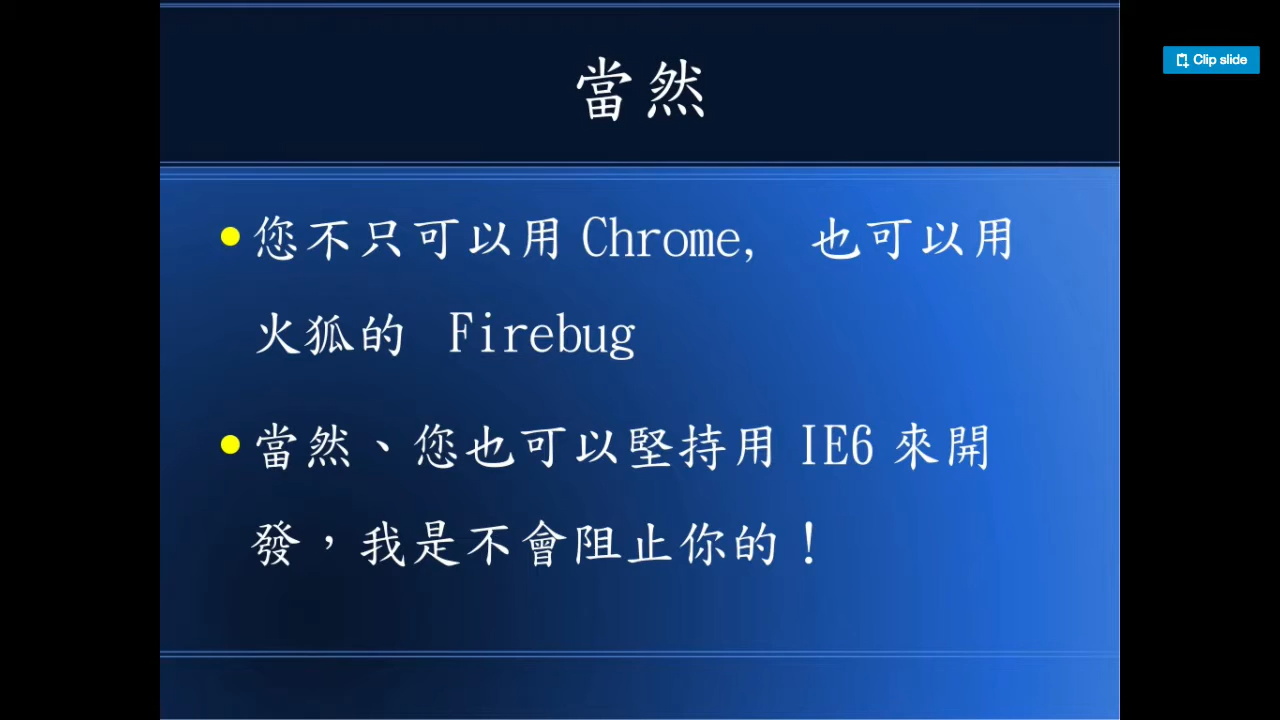 Clip slide
當然
您不只可以用 Chrome, 也可以用
火狐的 Firebug
當然、您也可以堅持用 IE6 來開
發，我是不會阻止你的！